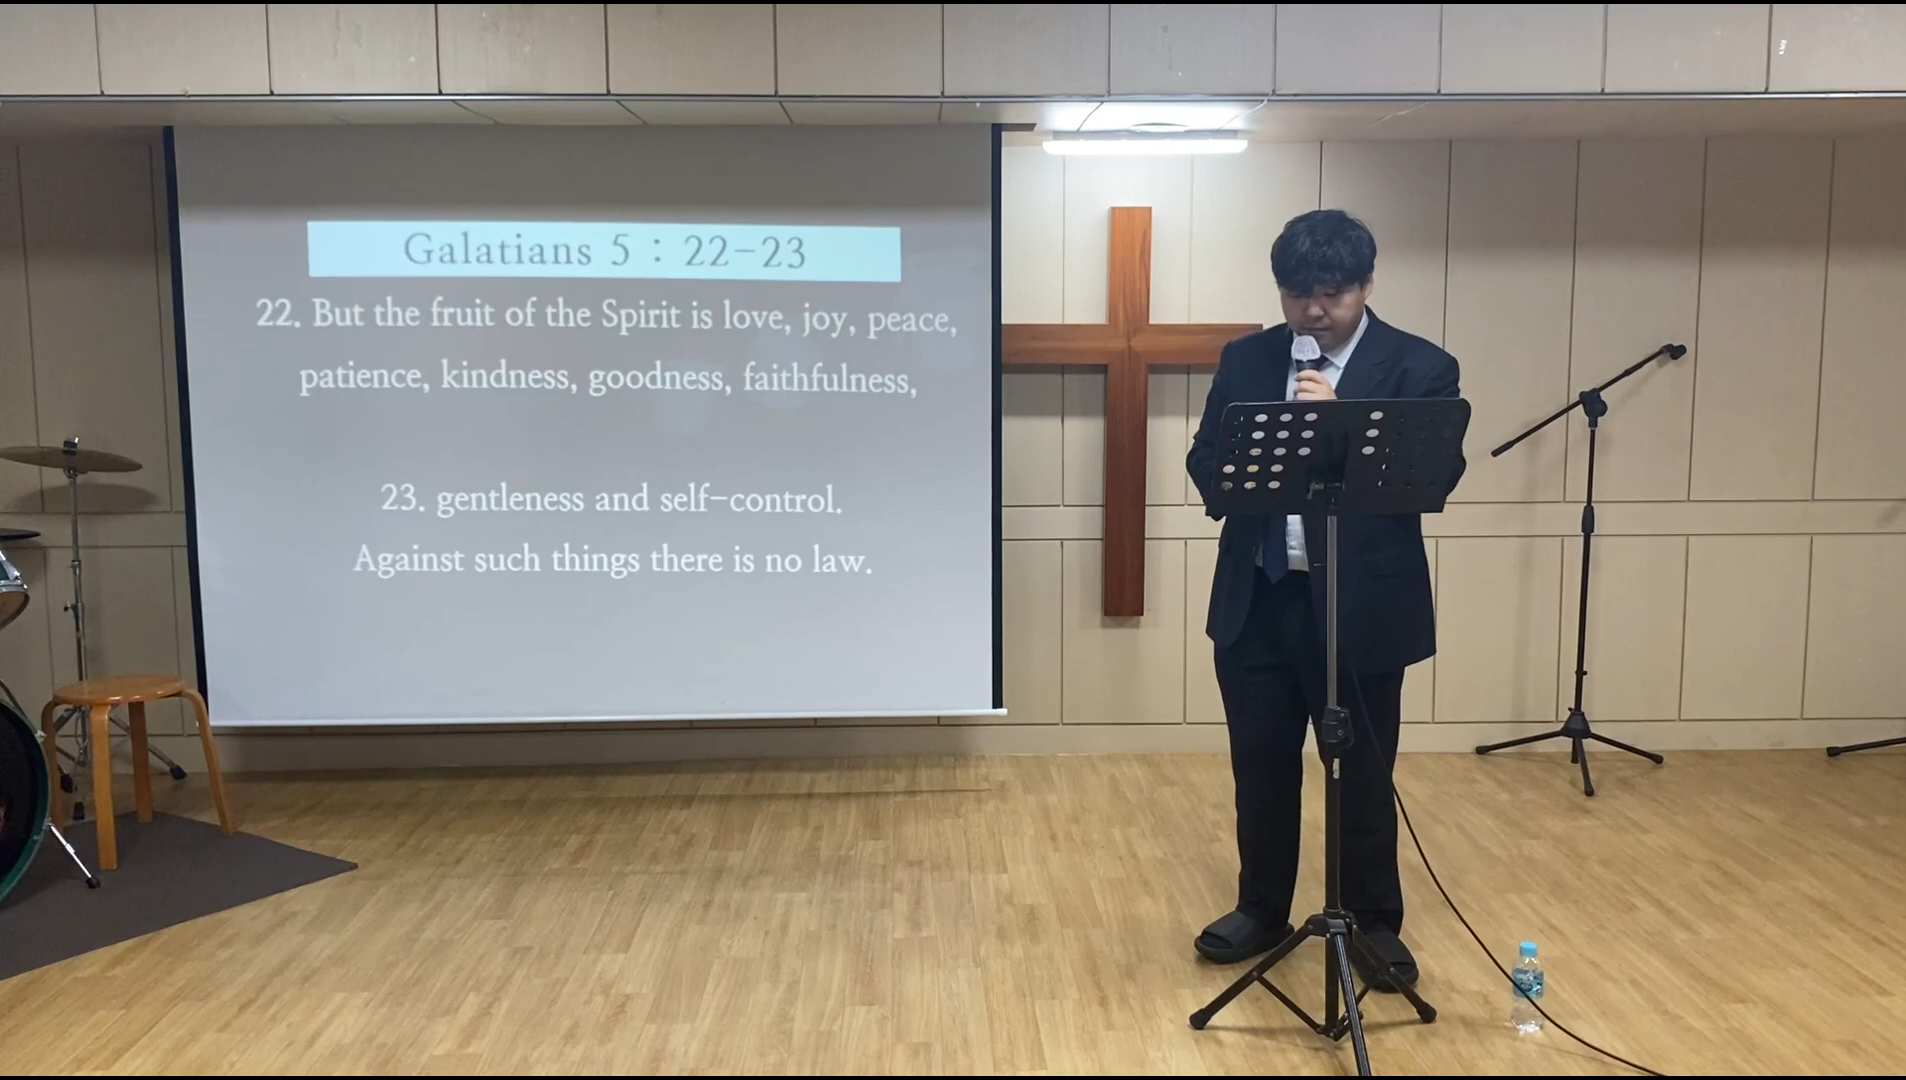 Galatians 5 : 22-23
22. But the fruit of the Spirit is love, joy, peace,
patience, kindness, goodness, faithfulness,
23. gentleness and self-control.
Against such things there is no law.